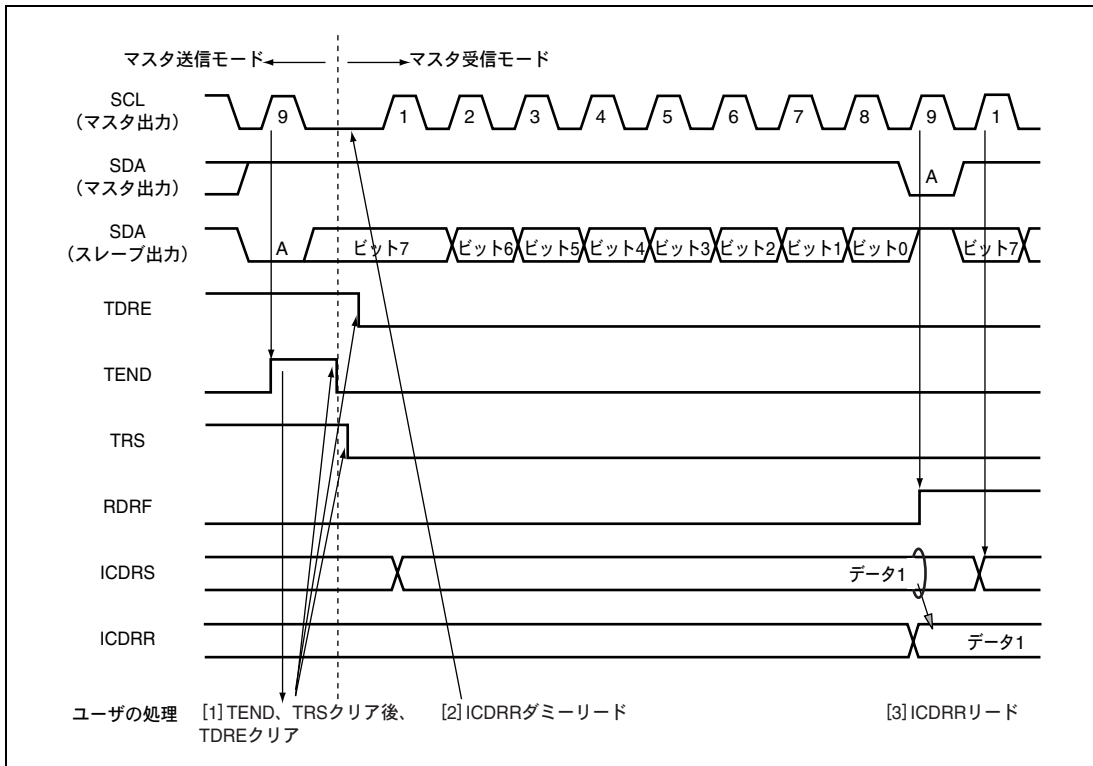 マスタ送信モード マスタ受信モード
SCL
（マスタ出力）
9 1 2 3 4 5 6 7 8 9 1
SDA
（マスタ出力）
A
SDA
（スレーブ出力）
A ビット7 ビット6 ビット5 ビット4 ビット3 ビット2 ビット1 ビット0 ビット7
TDRE
TEND
TRS
RDRF
ICDRS データ1
ICDRR データ1
ユーザの処理 [1] TEND、TRSクリア後、 [2] ICDRRダミーリード [3] ICDRRリード
TDREクリア